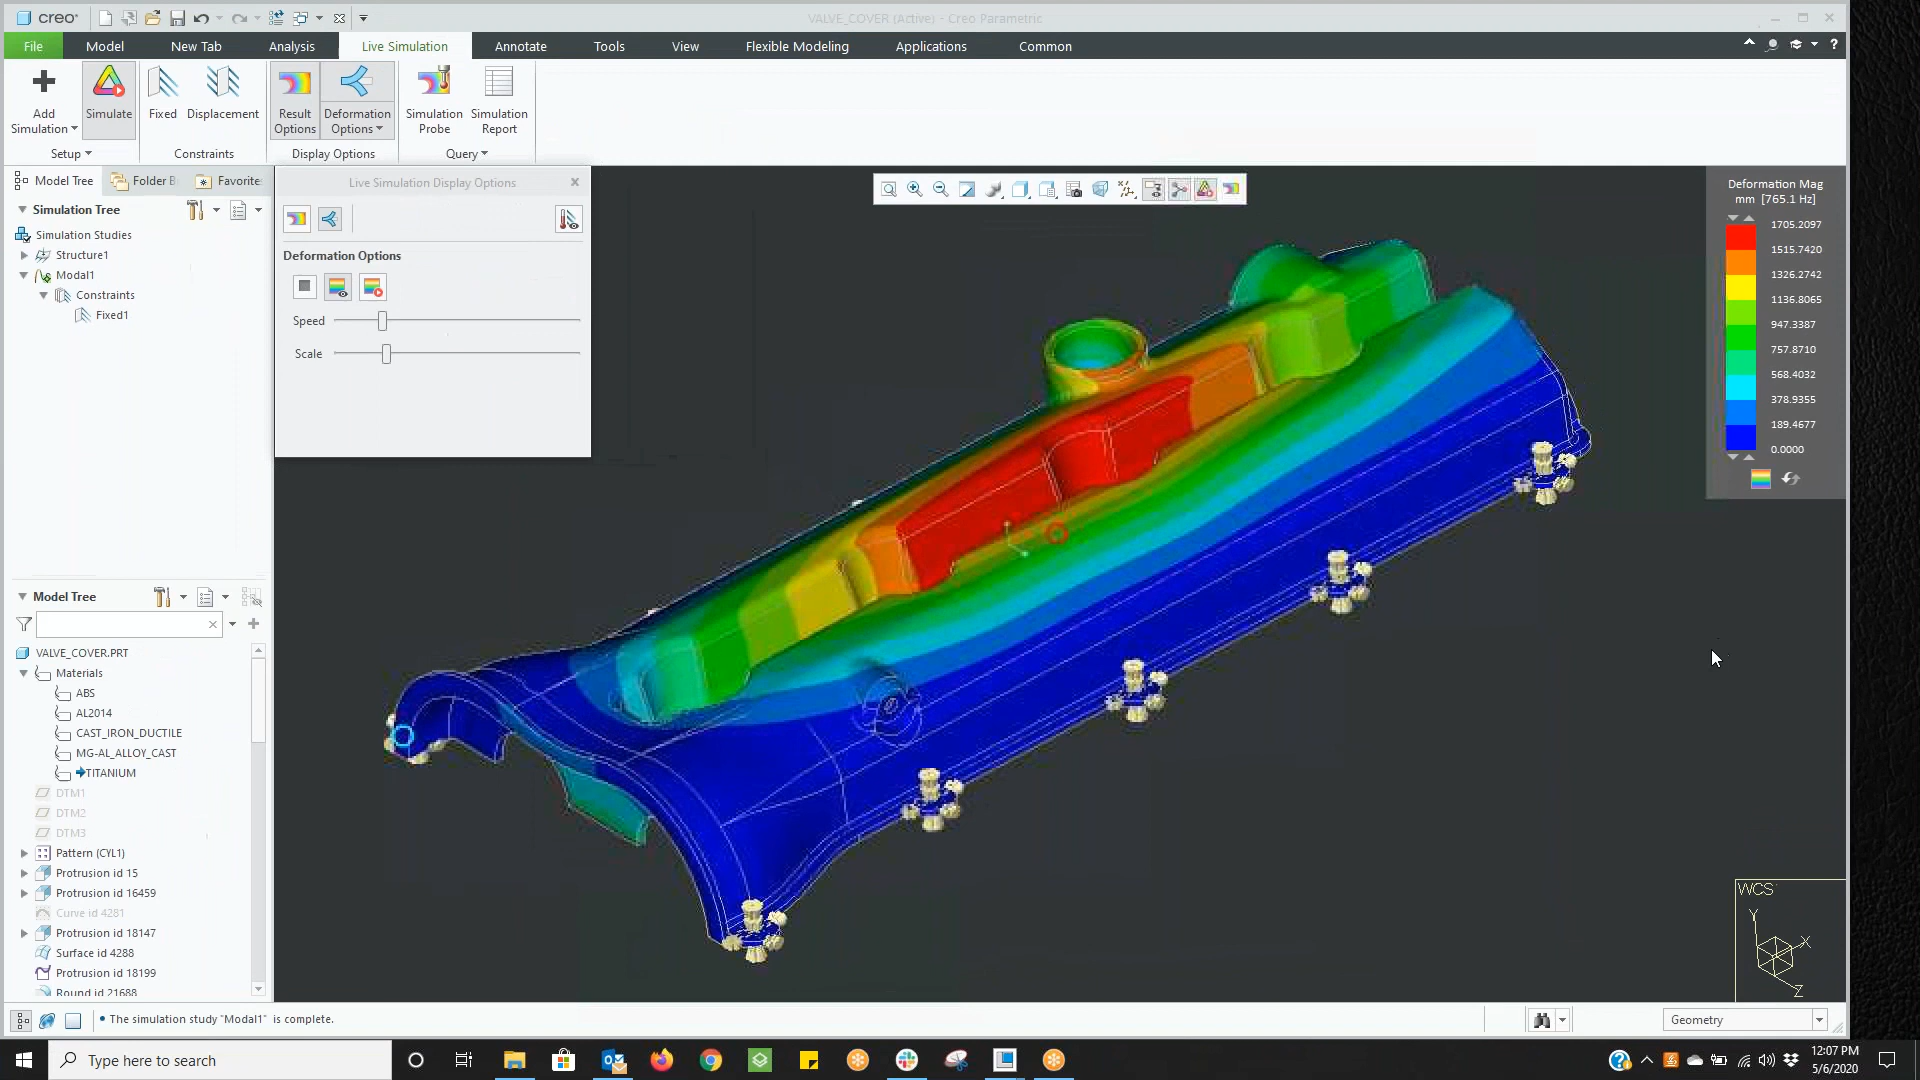 creo®
VALVE_COVER (Active) - Creo Parametric
File Model New Tab Analysis Live Simulation Annotate Tools View Flexible Modeling Applications Common
Add Simulation
Simulate
Fixed
Displacement
Result Options
Deformation Options
Simulation Probe
Simulation Report
Setup Constraints Display Options Query
Model Tree Folder B Favorite
Simulation Tree
Simulation Studies
Structure1
Modal1
Constraints
Fixed1
Live Simulation Display Options
Deformation Options
Speed
Scale
Deformation Mag
mm [765.1 Hz]
1705.2097
1515.7420
1326.2742
1136.8065
947.3387
757.8710
568.4032
378.9355
189.4677
0.0000
Model Tree
VALVE_COVER.PRT
Materials
ABS
AL2014
CAST_IRON_DUCTILE
MG-AL_ALLOY_CAST
TITANIUM
DTM1
DTM2
DTM3
Pattern (CYL1)
Protrusion id 15
Protrusion id 16459
Curve id 4281
Protrusion id 18147
Surface id 4288
Protrusion id 18199
Round id 21688
WCS
Y
X
Z
• The simulation study "Modal1" is complete.
Geometry
Type here to search
12:07 PM
5/6/2020